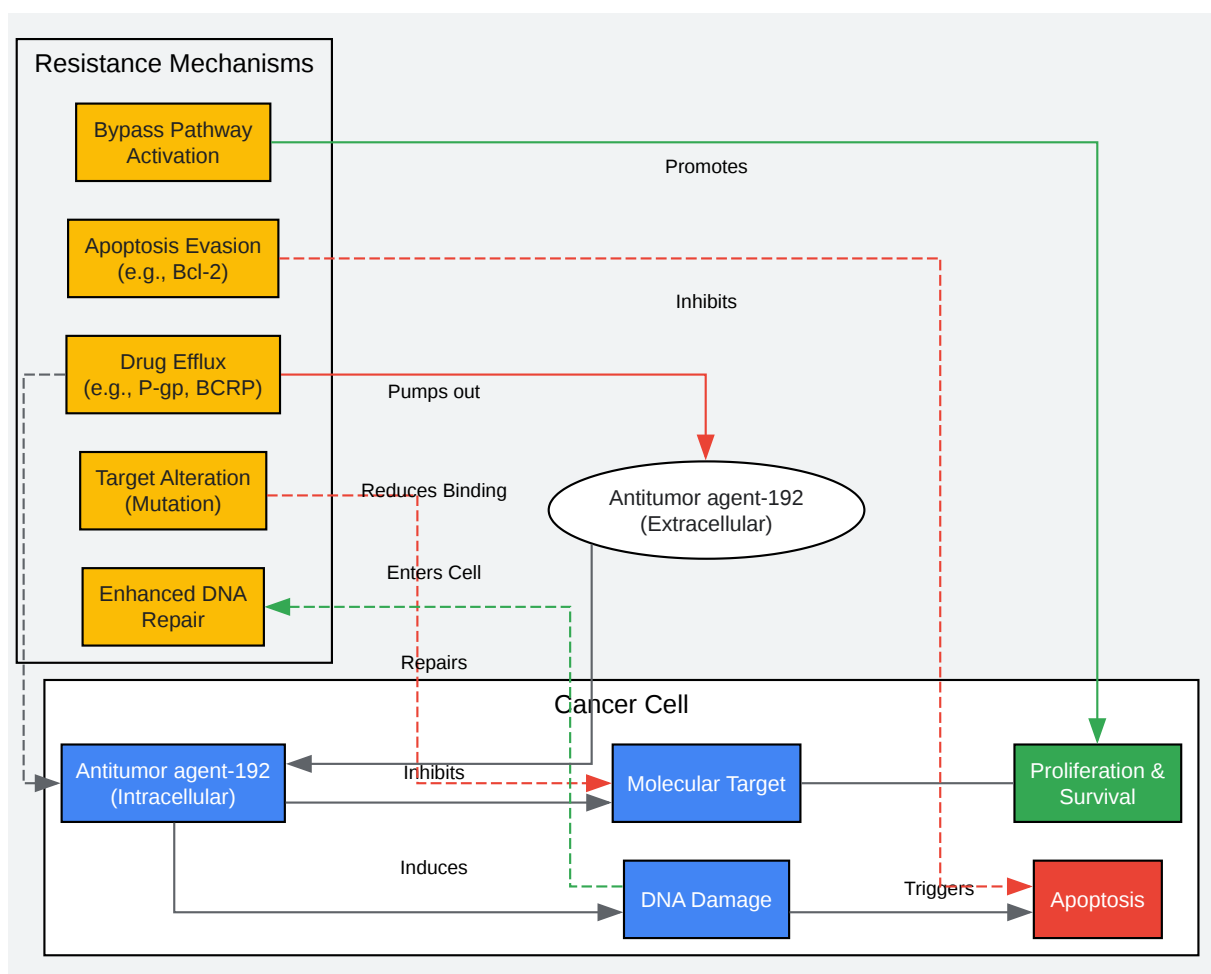 Resistance Mechanisms
Bypass Pathway
Activation
Promotes
Apoptosis Evasion
(e.g., Bcl-2)
Inhibits
Drug Efflux
(e.g., P-gp, BCRP)
Pumps out
Target Alteration
(Mutation)
Reduces Binding
Antitumor agent-192
(Extracellular)
Enters Cell
Enhanced DNA
Repair
Repairs
Cancer Cell
Antitumor agent-192
(Intracellular)
Inhibits
Molecular Target
Proliferation &
Survival
Induces
DNA Damage
Triggers
Apoptosis